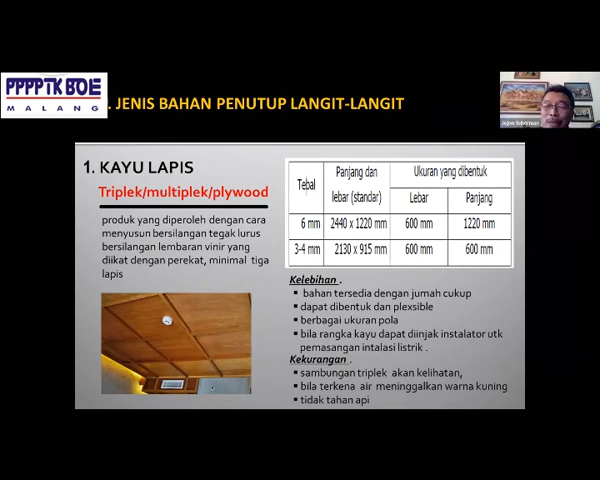 PPPPTK BOE
MALANG
. JENIS BAHAN PENUTUP LANGIT-LANGIT
Jojon Suherman
1. KAYU LAPIS
Triplek/multiplek/plywood
produk yang diperoleh dengan cara
menyusun bersilangan tegak lurus
bersilangan lembaran vinir yang
diikat dengan perekat, minimal tiga
lapis
Tebal
Panjang dan
lebar (standar)
Ukuran yang dibentuk
Lebar
Panjang
6 mm
2440 x 1220 mm
600 mm
1220 mm
3-4 mm
2130 x 915 mm
600 mm
600 mm
Kelebihan .
▪ bahan tersedia dengan jumah cukup
▪ dapat dibentuk dan plexsible
▪ berbagai ukuran pola
▪ bila rangka kayu dapat diinjak instalator utk
pemasangan intalasi listrik .
Kekurangan .
▪ sambungan triplek akan kelihatan,
▪ bila terkena air meninggalkan warna kuning
▪ tidak tahan api